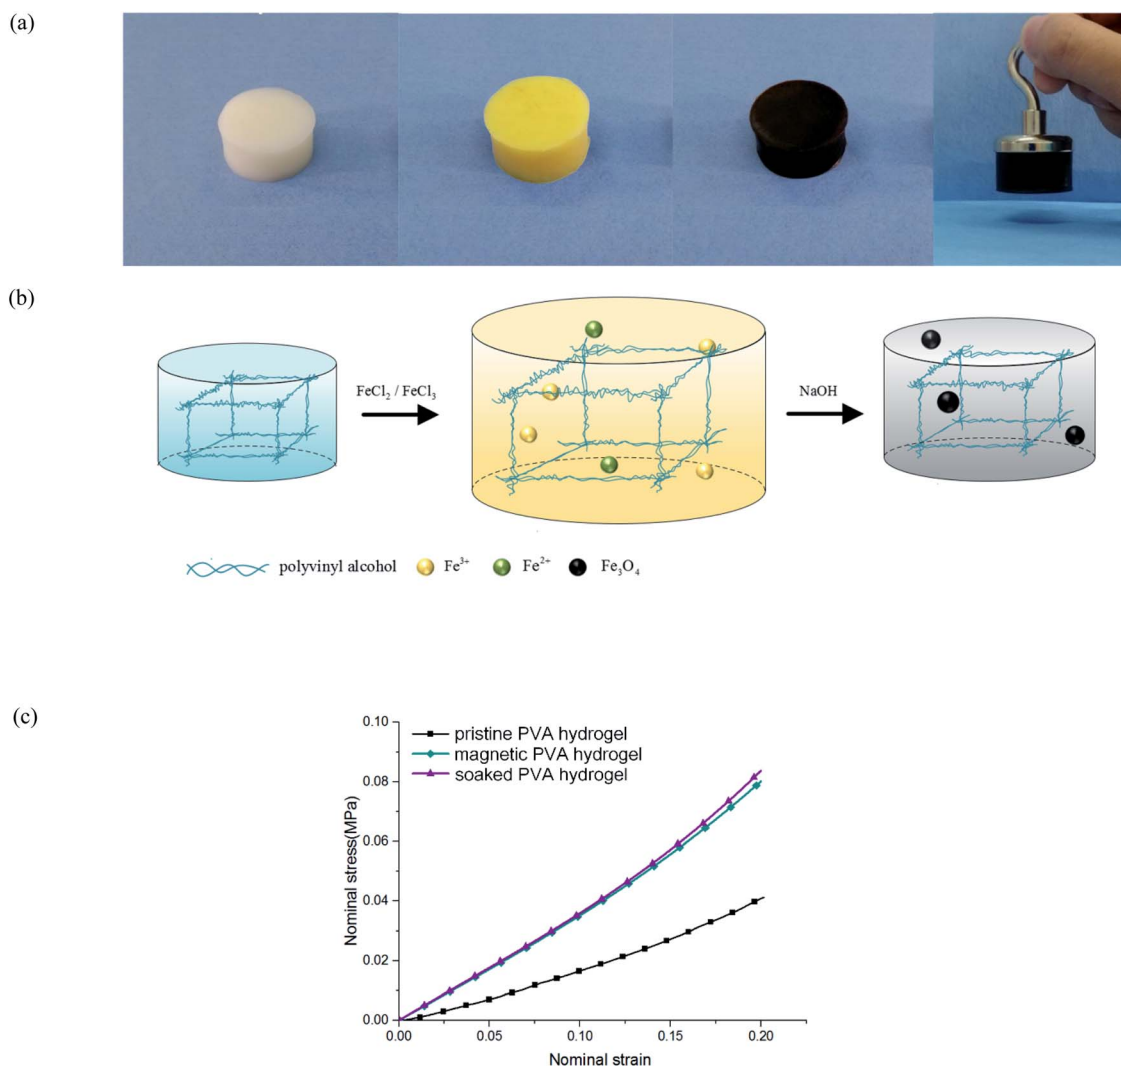 (a)
(b)
FeCl₂ / FeCl₃
NaOH
polyvinyl alcohol Fe³⁺ Fe²⁺ Fe₃O₄
(c)
pristine PVA hydrogel
magnetic PVA hydrogel
soaked PVA hydrogel
Nominal stress(MPa)
0.10
0.08
0.06
0.04
0.02
0.00
0.00 0.05 0.10 0.15 0.20
Nominal strain